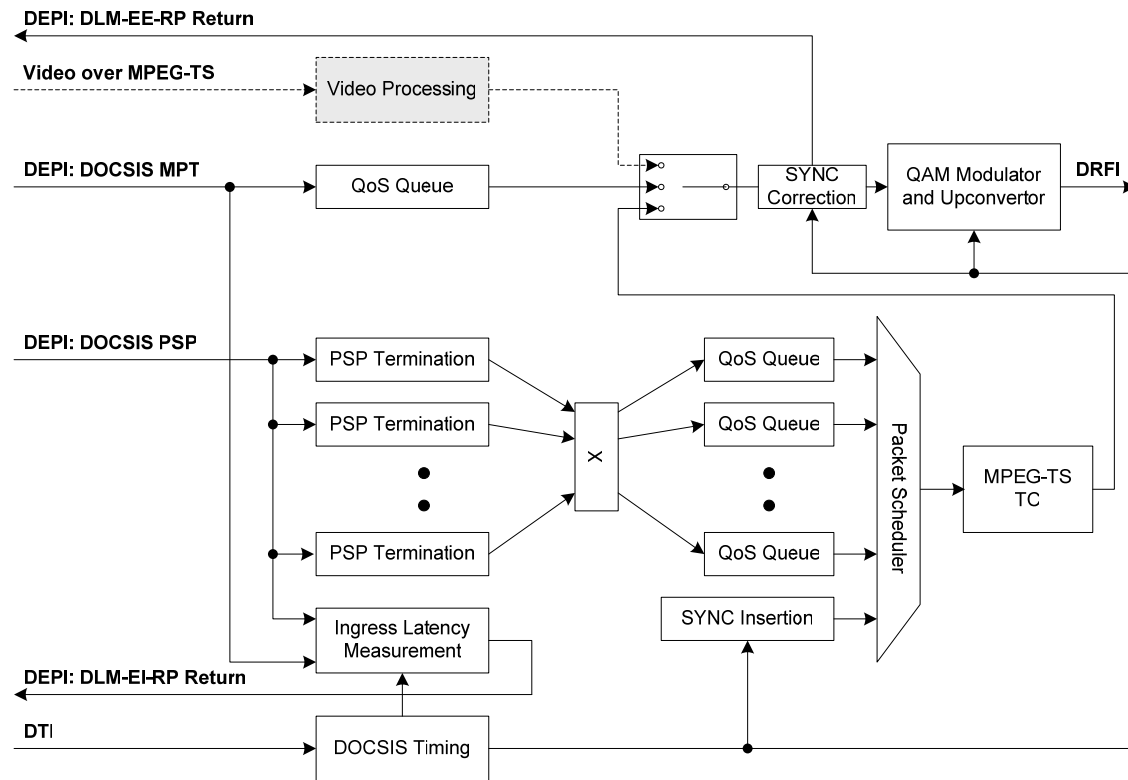 DEPI: DLM-EE-RP Return
Video over MPEG-TS
Video Processing
DEPI: DOCSIS MPT
QoS Queue
SYNC
Correction
QAM Modulator
and Upconvertor
DRFI
DEPI: DOCSIS PSP
PSP Termination
QoS Queue
PSP Termination
QoS Queue
X
Packet Scheduler
MPEG-TS
TC
PSP Termination
QoS Queue
Ingress Latency
Measurement
SYNC Insertion
DEPI: DLM-EI-RP Return
DTI
DOCSIS Timing